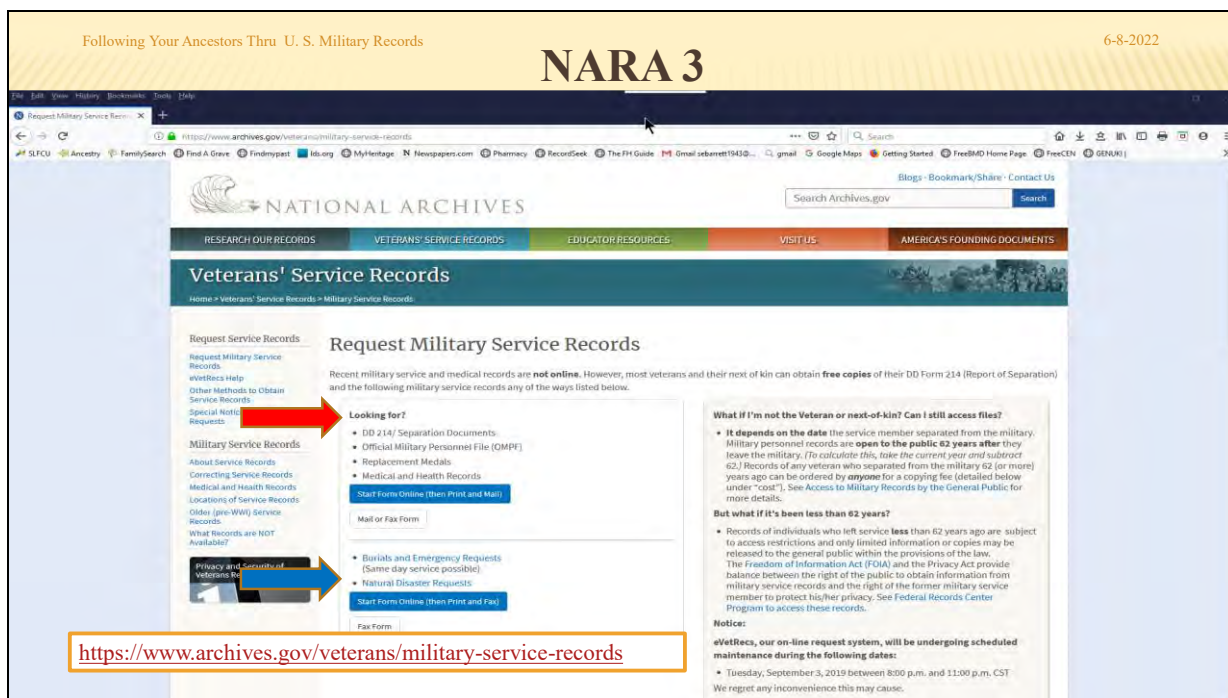 Following Your Ancestors Thru U. S. Military Records
6-8-2022
NARA 3
File Edit View History Bookmarks Tools Help
Request Military Service Reco
https://www.archives.gov/veterans/military-service-records
Search
SLFCU Ancestry FamilySearch Find A Grave Findmypast lds.org MyHeritage Newspapers.com Pharmacy RecordSeek The FH Guide Gmail gmail Google Maps Getting Started FreeBMD Home Page FreeCEN GENUKI |
Blogs · Bookmark/Share · Contact Us
NATIONAL ARCHIVES
Search Archives.gov
Search
RESEARCH OUR RECORDS
VETERANS' SERVICE RECORDS
EDUCATOR RESOURCES
VISIT US
AMERICA'S FOUNDING DOCUMENTS
Veterans' Service Records
Home > Veterans' Service Records > Military Service Records
Request Service Records
Request Military Service
Records
eVetRecs Help
Other Methods to Obtain
Service Records
Special Notic
Requests
Military Service Records
About Service Records
Correcting Service Records
Medical and Health Records
Locations of Service Records
Older (pre-WWI) Service
Records
What Records are NOT
Available?
Privacy and Security of
Veterans Re
Request Military Service Records
Recent military service and medical records are not online. However, most veterans and their next of kin can obtain free copies of their DD Form 214 (Report of Separation)
and the following military service records any of the ways listed below.
Looking for?
• DD 214/ Separation Documents
• Official Military Personnel File (OMPF)
• Replacement Medals
• Medical and Health Records
Start Form Online (then Print and Mail)
Mail or Fax Form
• Burials and Emergency Requests
(Same day service possible)
• Natural Disaster Requests
Start Form Online (then Print and Fax)
Fax Form
What if I'm not the Veteran or next-of-kin? Can I still access files?
• It depends on the date the service member separated from the military.
Military personnel records are open to the public 62 years after they
leave the military. (To calculate this, take the current year and subtract
62.) Records of any veteran who separated from the military 62 (or more)
years ago can be ordered by anyone for a copying fee (detailed below
under "cost"). See Access to Military Records by the General Public for
more details.
But what if it's been less than 62 years?
• Records of individuals who left service less than 62 years ago are subject
to access restrictions and only limited information or copies may be
released to the general public within the provisions of the law.
The Freedom of Information Act (FOIA) and the Privacy Act provide
balance between the right of the public to obtain information from
military service records and the right of the former military service
member to protect his/her privacy. See Federal Records Center
Program to access these records.
Notice:
eVetRecs, our on-line request system, will be undergoing scheduled
maintenance during the following dates:
• Tuesday, September 3, 2019 between 8:00 p.m. and 11:00 p.m. CST
We regret any inconvenience this may cause.
https://www.archives.gov/veterans/military-service-records